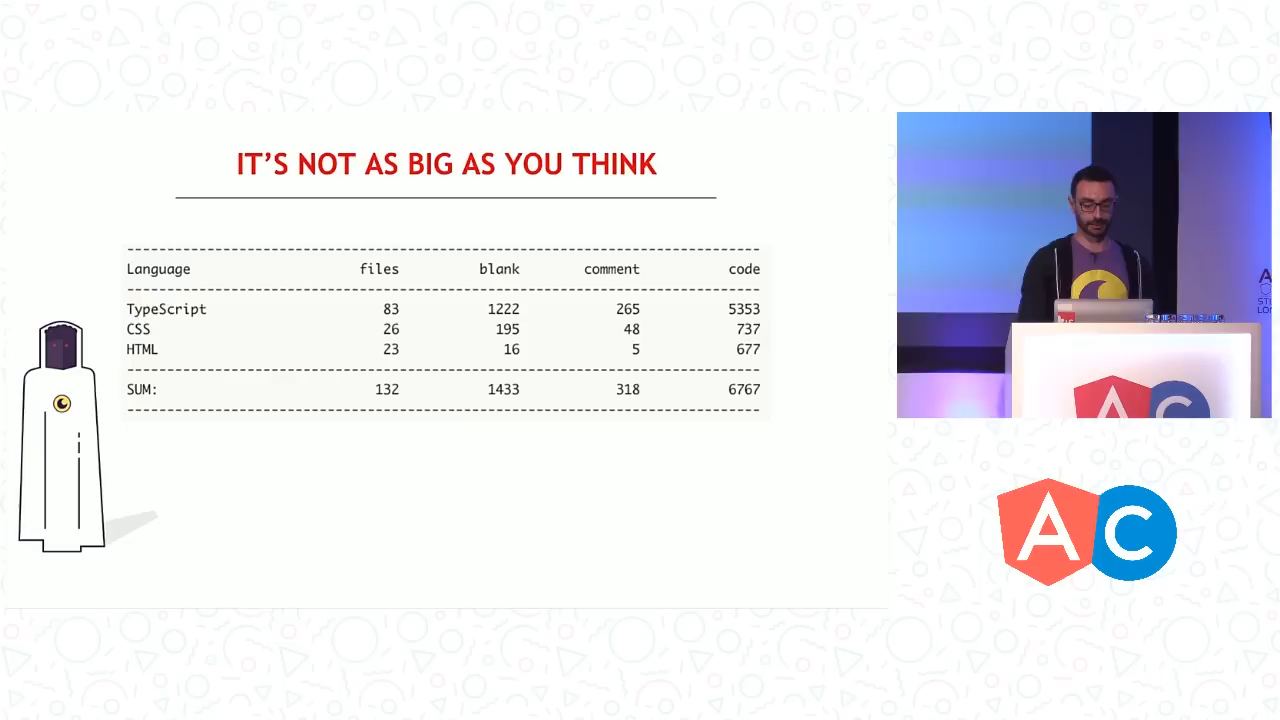 IT'S NOT AS BIG AS YOU THINK
--------------------------------------------------------------------------------
Language files blank comment code
--------------------------------------------------------------------------------
TypeScript 83 1222 265 5353
CSS 26 195 48 737
HTML 23 16 5 677
--------------------------------------------------------------------------------
SUM: 132 1433 318 6767
--------------------------------------------------------------------------------
A C